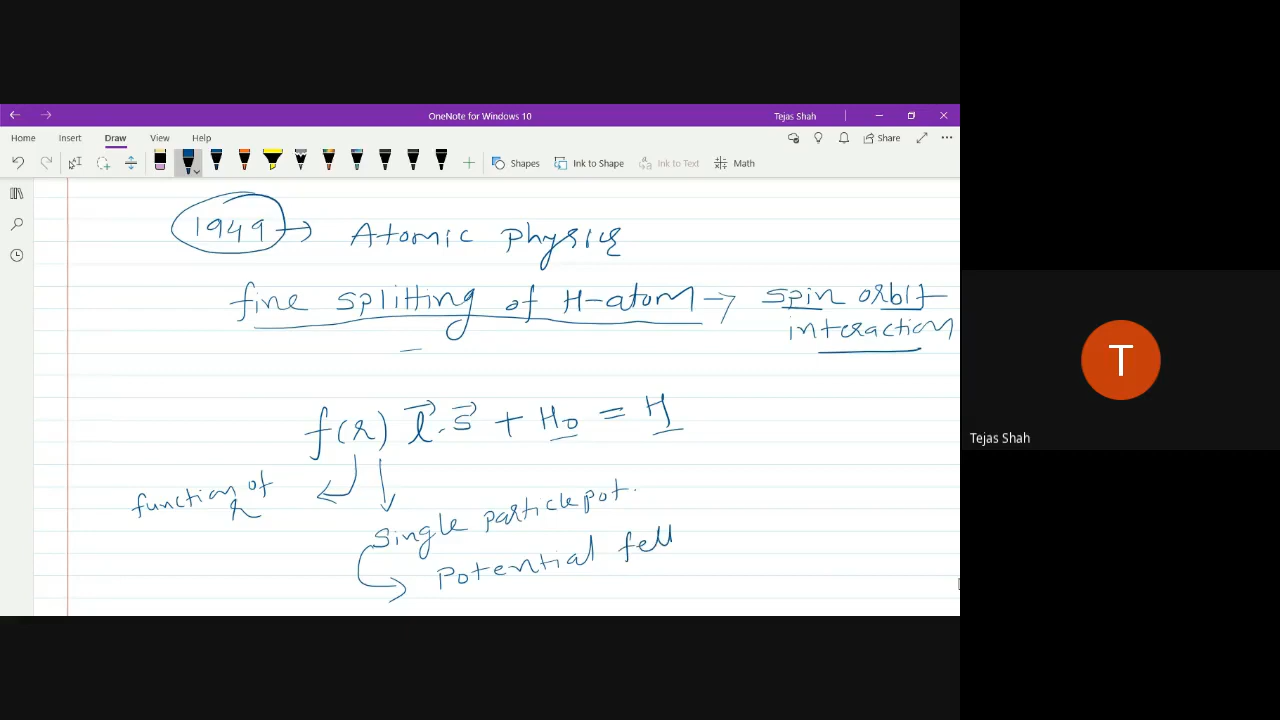 OneNote for Windows 10
Tejas Shah
Home Insert Draw View Help
Share
Shapes Ink to Shape Ink to Text Math
1949 → Atomic Physics
fine splitting of H-atom → spin orbit
interaction
f(r) l⃗·s⃗ + H₀ = H
function of
r
Single particle pot.
Potential fell
T
Tejas Shah